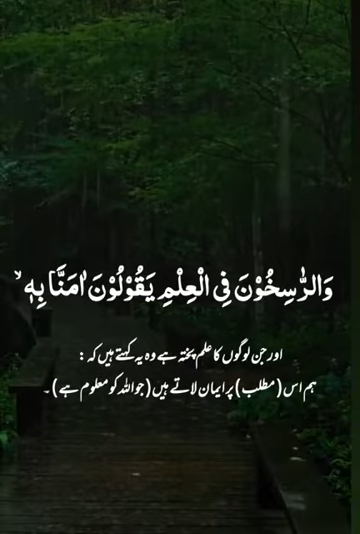 وَالرّٰسِخُوْنَ فِی الْعِلْمِ یَقُوْلُوْنَ اٰمَنَّا بِهٖ ۙ
اور جن لوگوں کا علم پختہ ہے وہ یہ کہتے ہیں کہ :
ہم اس ( مطلب ) پر ایمان لاتے ہیں ( جو اللہ کو معلوم ہے ) ۔